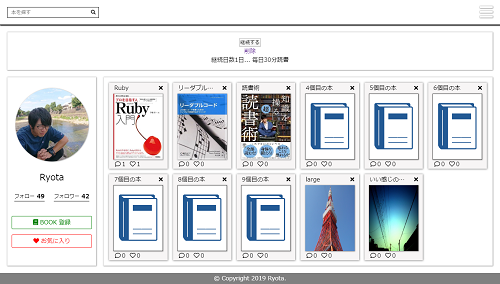 本を探す
継続する
削除
継続日数1日... 毎日30分読書
Ryota
フォロー 49 フォロワー 42
BOOK 登録
お気に入り
Ruby ×
Ruby
入門
1 1
リーダブル... ×
リーダブルコード
0 0
読書術 ×
知識を操る
読書術
0 0
4個目の本 ×
0 0
5個目の本 ×
0 0
6個目の本 ×
0 0
7個目の本 ×
0 0
8個目の本 ×
0 0
9個目の本 ×
0 0
large ×
0 0
いい感じの... ×
0 0
© Copyright 2019 Ryota.